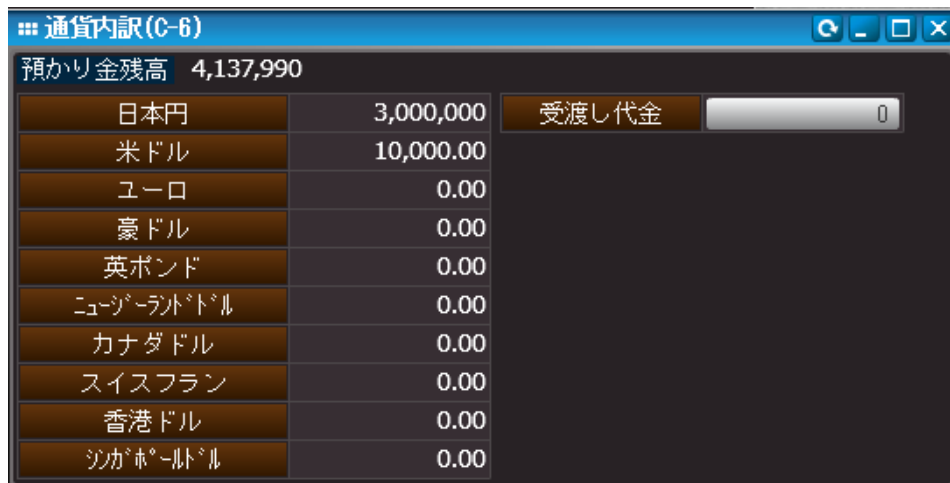 通貨内訳(C-6)
預かり金残高 4,137,990
日本円 3,000,000 受渡し代金 0
米ドル 10,000.00
ユーロ 0.00
豪ドル 0.00
英ポンド 0.00
ﾆｭｰｼﾞｰﾗﾝﾄﾞﾄﾞﾙ 0.00
カナダドル 0.00
スイスフラン 0.00
香港ドル 0.00
ｼﾝｶﾞﾎﾟｰﾙﾄﾞﾙ 0.00